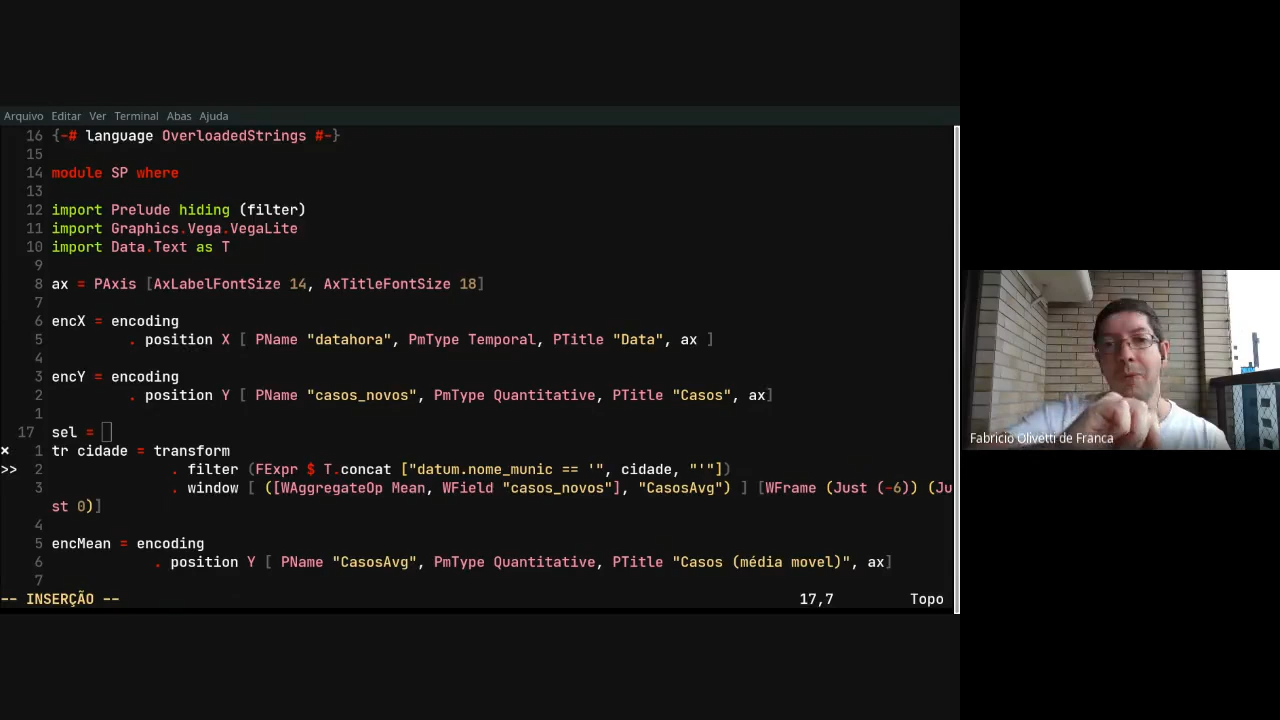 Arquivo Editar Ver Terminal Abas Ajuda
16 {-# language OverloadedStrings #-}
15
14 module SP where
13
12 import Prelude hiding (filter)
11 import Graphics.Vega.VegaLite
10 import Data.Text as T
9
8 ax = PAxis [AxLabelFontSize 14, AxTitleFontSize 18]
7
6 encX = encoding
5 . position X [ PName "datahora", PmType Temporal, PTitle "Data", ax ]
4
3 encY = encoding
2 . position Y [ PName "casos_novos", PmType Quantitative, PTitle "Casos", ax]
1
17 sel =
× 1 tr cidade = transform
>> 2 . filter (FExpr $ T.concat ["datum.nome_munic == '", cidade, "'"])
3 . window [ ([WAggregateOp Mean, WField "casos_novos"], "CasosAvg") ] [WFrame (Just (-6)) (Ju
st 0)]
4
5 encMean = encoding
6 . position Y [ PName "CasosAvg", PmType Quantitative, PTitle "Casos (média movel)", ax]
7
-- INSERÇÃO -- 17,7 Topo
Fabricio Olivetti de Franca